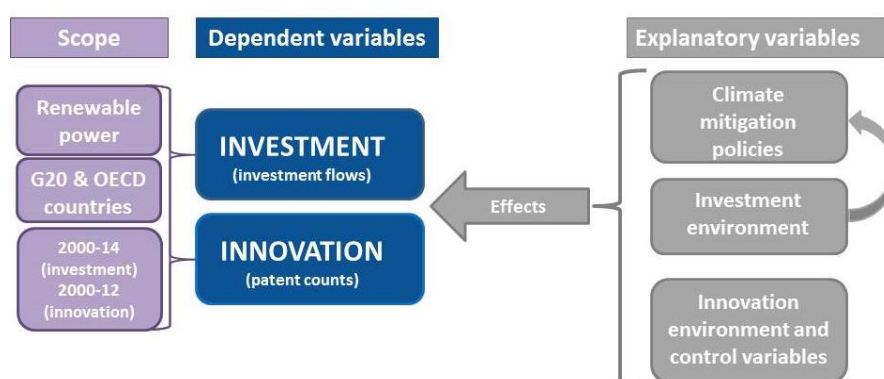 Scope
Dependent variables
Explanatory variables
Renewable
power
G20 & OECD
countries
2000-14
(investment)
2000-12
(innovation)
INVESTMENT
(investment flows)
INNOVATION
(patent counts)
Effects
Climate
mitigation
policies
Investment
environment
Innovation
environment and
control variables